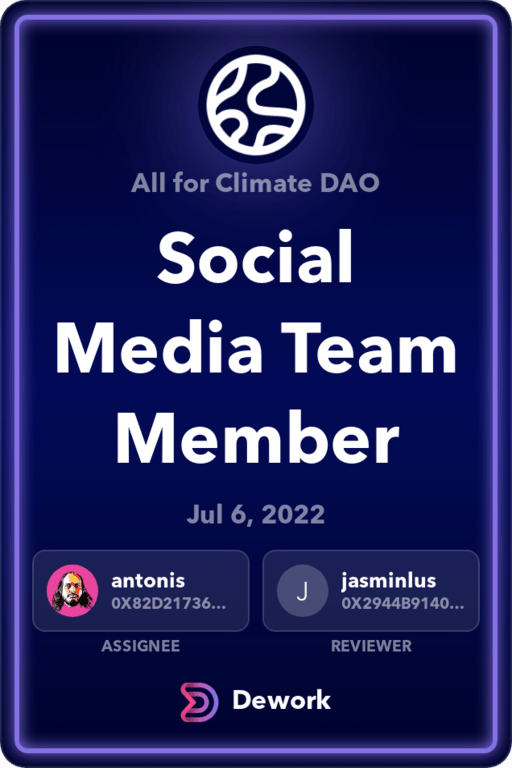 All for Climate DAO
Social
Media Team
Member
Jul 6, 2022
antonis
0X82D21736...
ASSIGNEE
J
jasminlus
0X2944B9140...
REVIEWER
Dework